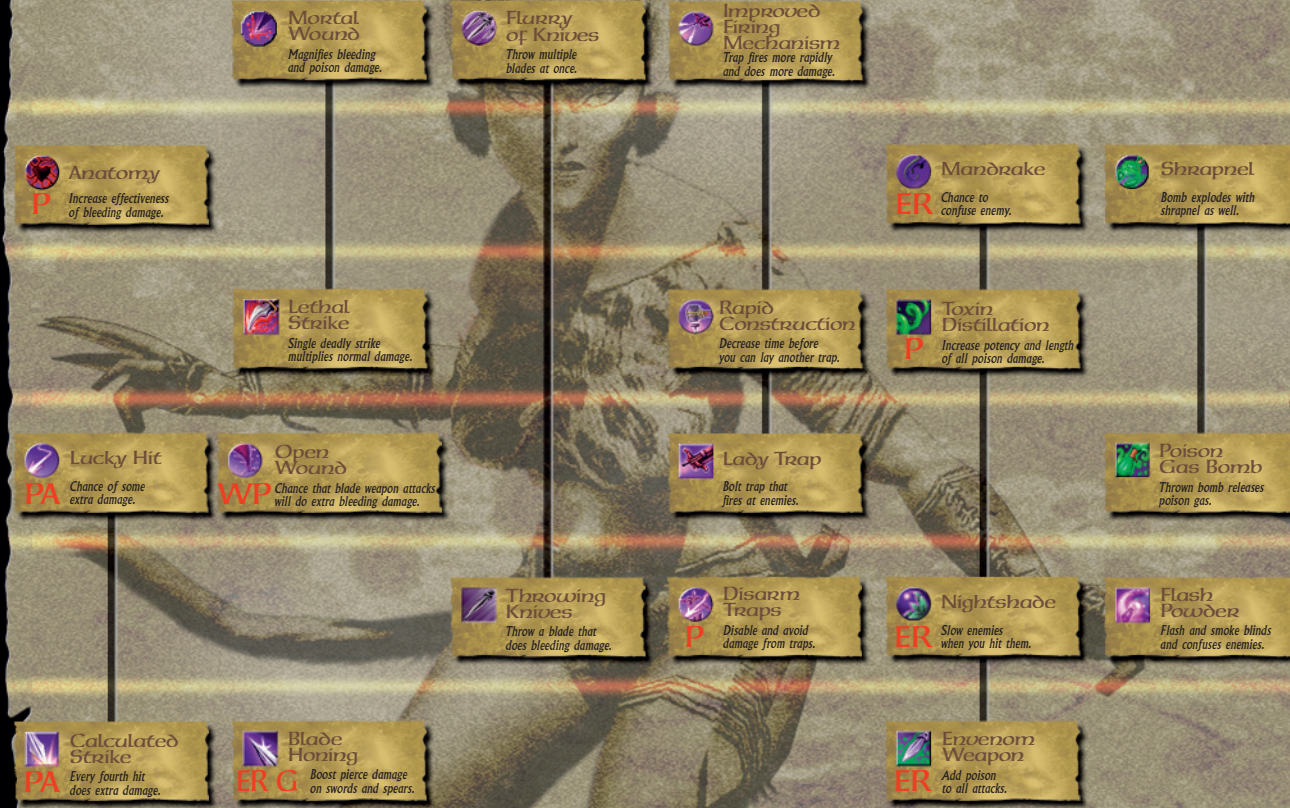 Mortal
Wound
Magnifies bleeding
and poison damage.
Flurry
of Knives
Throw multiple
blades at once.
Improved
Firing
Mechanism
Trap fires more rapidly
and does more damage.
Anatomy
P
Increase effectiveness
of bleeding damage.
Mandrake
ER
Chance to
confuse enemy.
Shrapnel
Bomb explodes with
shrapnel as well.
Lethal
Strike
Single deadly strike
multiplies normal damage.
Rapid
Construction
Decrease time before
you can lay another trap.
Toxin
Distillation
P
Increase potency and length
of all poison damage.
Lucky Hit
PA
Chance of some
extra damage.
Open
Wound
WP
Chance that blade weapon attacks
will do extra bleeding damage.
Lady Trap
Bolt trap that
fires at enemies.
Poison
Gas Bomb
Thrown bomb releases
poison gas.
Throwing
Knives
Throw a blade that
does bleeding damage.
Disarm
Traps
P
Disable and avoid
damage from traps.
Nightshade
ER
Slow enemies
when you hit them.
Flash
Powder
Flash and smoke blinds
and confuses enemies.
Calculated
Strike
PA
Every fourth hit
does extra damage.
Blade
Honing
ER G
Boost pierce damage
on swords and spears.
Envenom
Weapon
ER
Add poison
to all attacks.